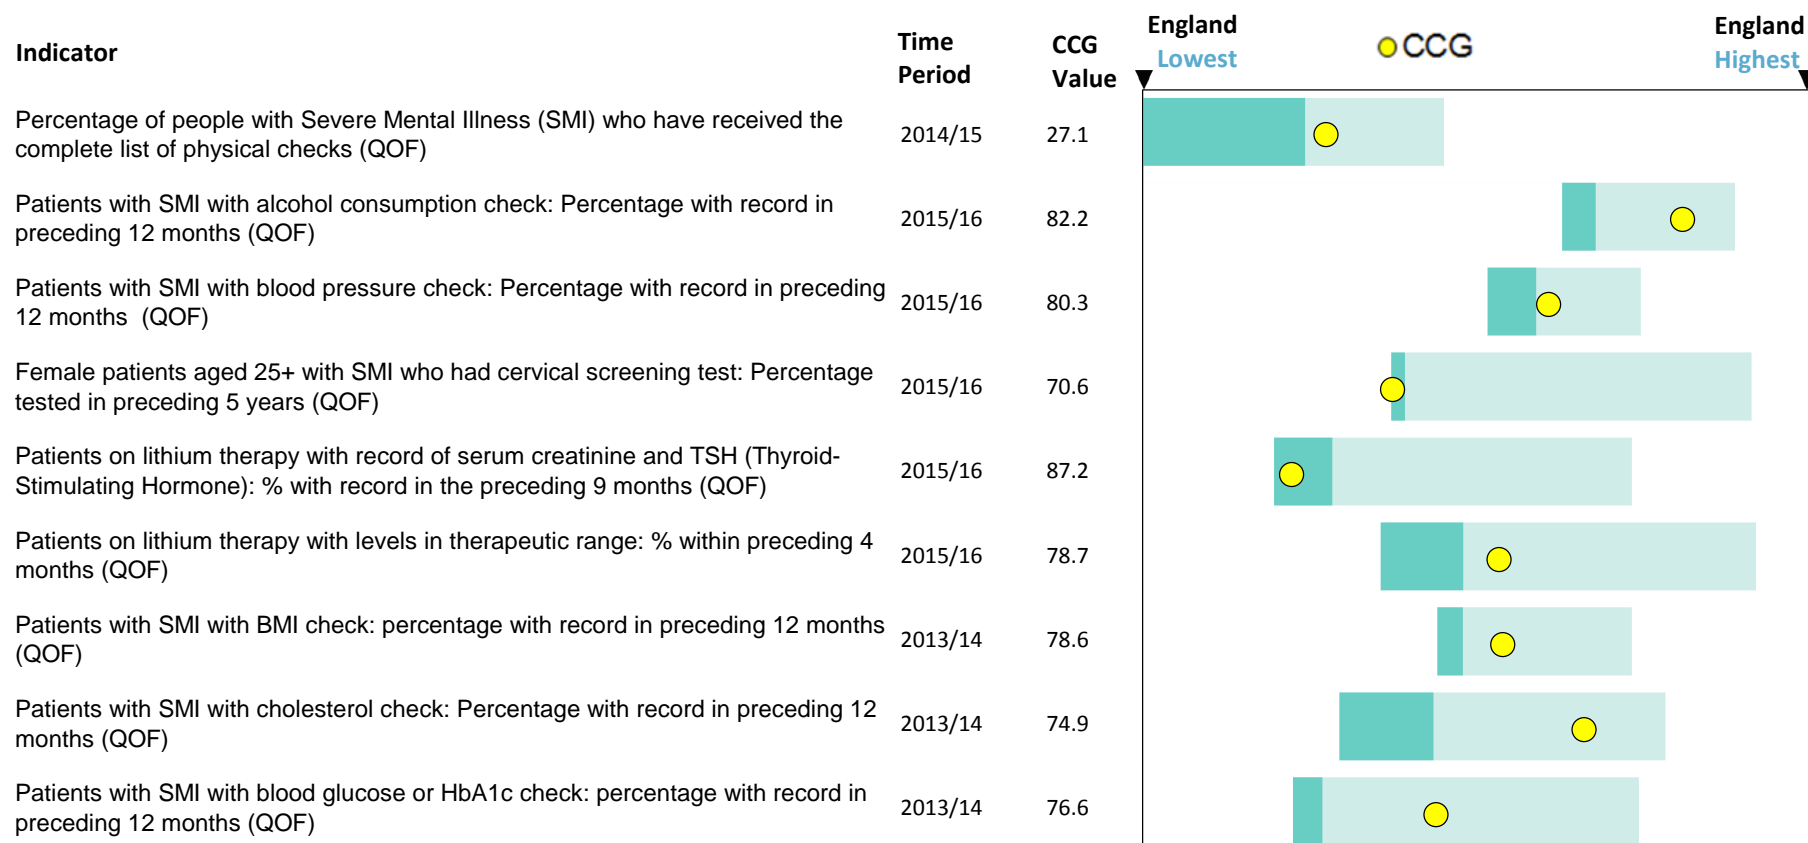 Indicator
Time
Period
CCG
Value
England
Lowest
CCG
England
Highest
Percentage of people with Severe Mental Illness (SMI) who have received the
complete list of physical checks (QOF)
2014/15
27.1
Patients with SMI with alcohol consumption check: Percentage with record in
preceding 12 months (QOF)
2015/16
82.2
Patients with SMI with blood pressure check: Percentage with record in preceding
12 months  (QOF)
2015/16
80.3
Female patients aged 25+ with SMI who had cervical screening test: Percentage
tested in preceding 5 years (QOF)
2015/16
70.6
Patients on lithium therapy with record of serum creatinine and TSH (Thyroid-
Stimulating Hormone): % with record in the preceding 9 months (QOF)
2015/16
87.2
Patients on lithium therapy with levels in therapeutic range: % within preceding 4
months (QOF)
2015/16
78.7
Patients with SMI with BMI check: percentage with record in preceding 12 months
(QOF)
2013/14
78.6
Patients with SMI with cholesterol check: Percentage with record in preceding 12
months (QOF)
2013/14
74.9
Patients with SMI with blood glucose or HbA1c check: percentage with record in
preceding 12 months (QOF)
2013/14
76.6